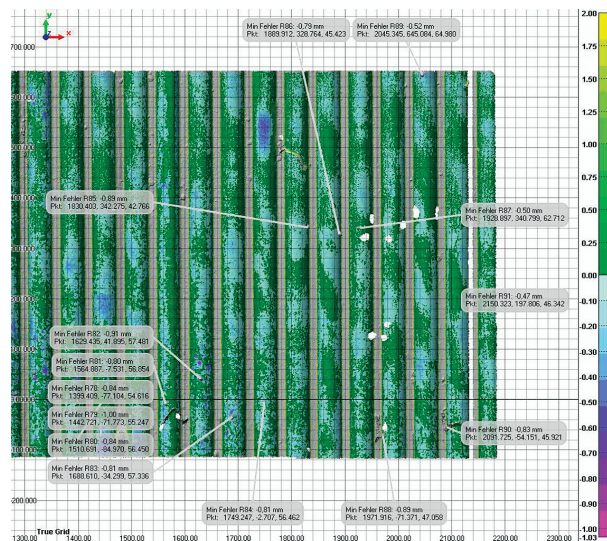 Min Fehler R86: -0,79 mm
Pkt: 1889.912, 328.764, 45.423
Min Fehler R89: -0.52 mm
Pkt: 2045.345, 645.084, 64.980
y
x
z
700.000
Min Fehler R85: -0,89 mm
Pkt: 1830.403, 342.275, 42.766
Min Fehler R87: -0.50 mm
Pkt: 1928.897, 340.799, 62.712
Min Fehler R91: -0,47 mm
Pkt: 2150.323, 197.806, 46.342
Min Fehler R82: -0,91 mm
Pkt: 1629.435, 41.895, 57.481
Min Fehler R81: -0,80 mm
Pkt: 1564.887, -7.531, 56.854
Min Fehler R78: -0,84 mm
Pkt: 1399.409, -77.104, 54.616
Min Fehler R79: -1,00 mm
Pkt: 1442.721, -71.773, 55.247
Min Fehler R80: -0,84 mm
Pkt: 1510.691, -84.970, 56.450
Min Fehler R83: -0,81 mm
Pkt: 1688.610, -34.299, 57.336
Min Fehler R90: -0,83 mm
Pkt: 2091.725, -54.151, 45.921
Min Fehler R84: -0,81 mm
Pkt: 1749.247, -2.707, 56.462
Min Fehler R88: -0.89 mm
Pkt: 1971.916, -71.371, 47.058
200.000
True Grid
1300.00
1400.00
1500.00
1600.00
1700.00
1800.00
1900.00
2000.00
2100.00
2200.00
2300.00
2.00
1.75
1.50
1.25
1.00
0.75
0.50
0.25
0.00
-0.10
-0.20
-0.30
-0.40
-0.50
-0.60
-0.70
-0.80
-0.90
-1.00
-1.03